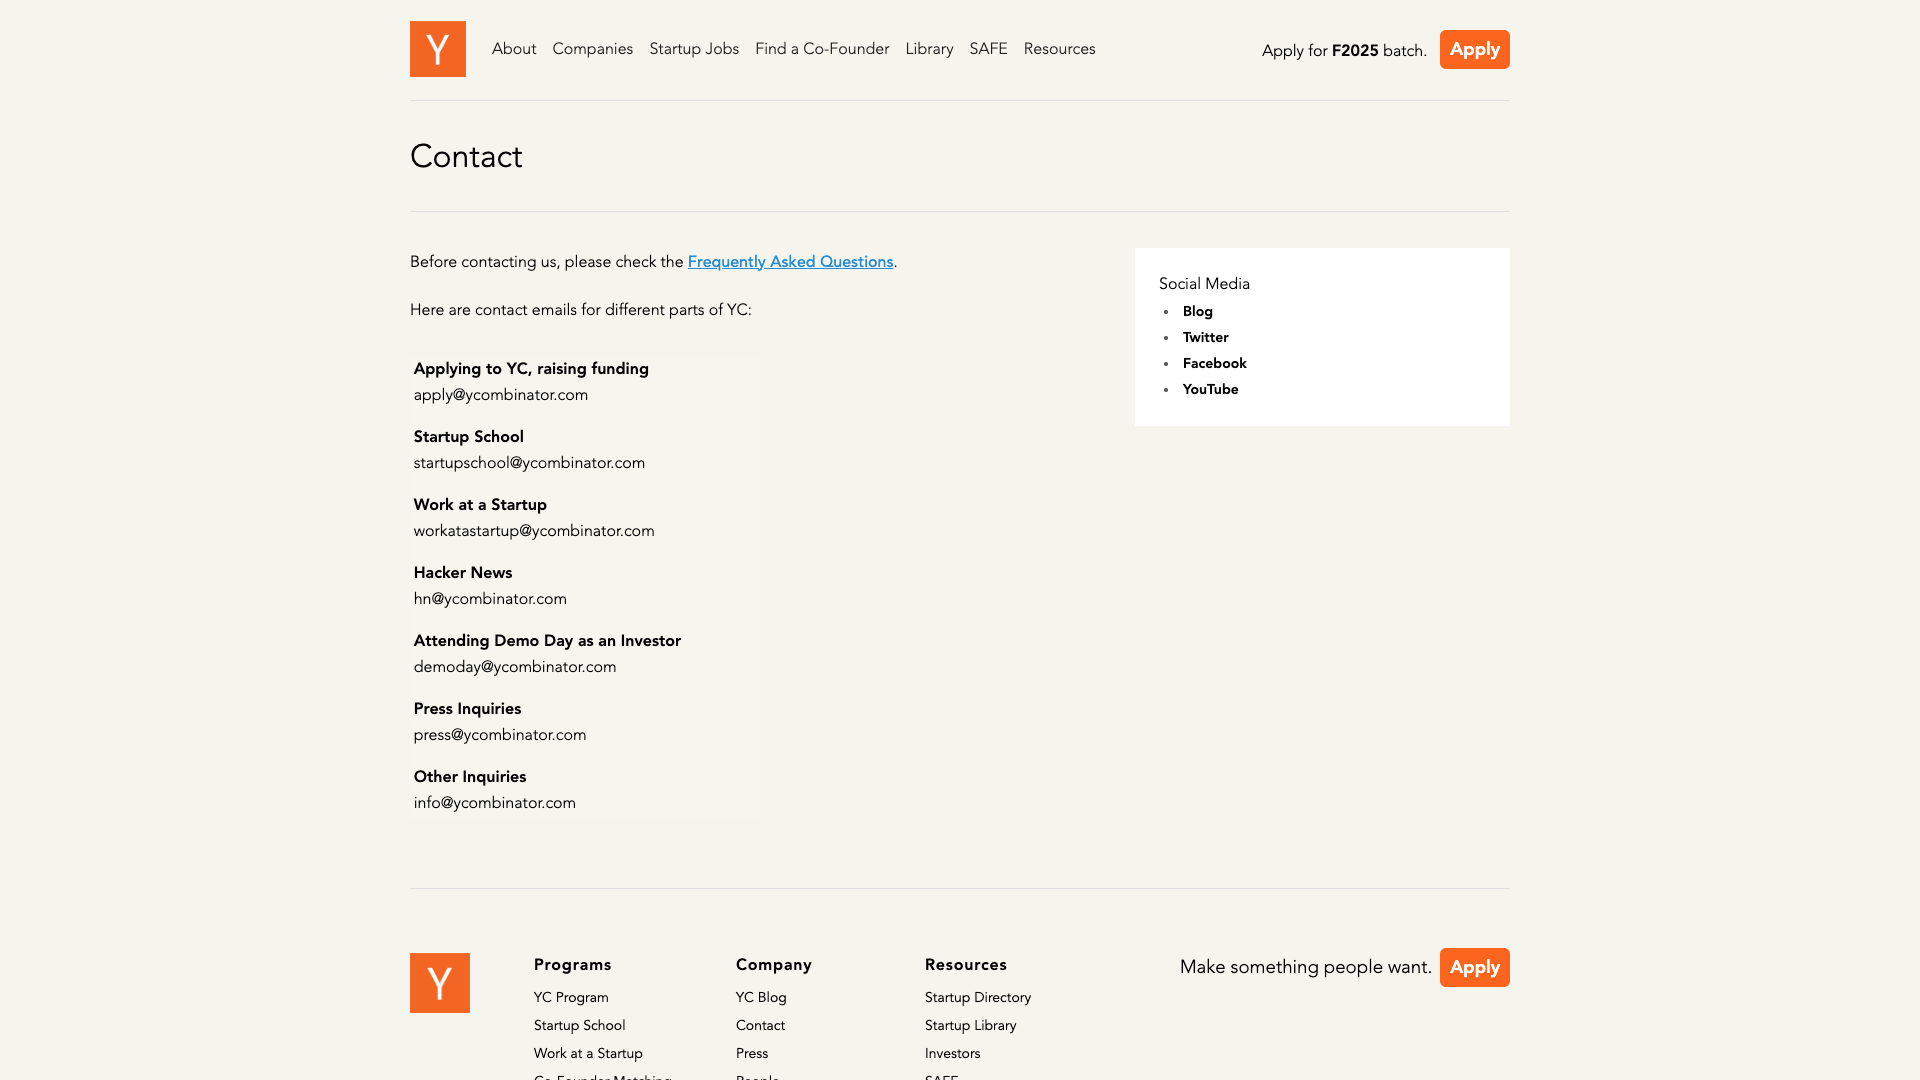 Y
About Companies Startup Jobs Find a Co-Founder Library SAFE Resources
Apply for F2025 batch. Apply
Contact
Before contacting us, please check the Frequently Asked Questions.
Here are contact emails for different parts of YC:
Applying to YC, raising funding
apply@ycombinator.com
Startup School
startupschool@ycombinator.com
Work at a Startup
workatastartup@ycombinator.com
Hacker News
hn@ycombinator.com
Attending Demo Day as an Investor
demoday@ycombinator.com
Press Inquiries
press@ycombinator.com
Other Inquiries
info@ycombinator.com
Social Media
Blog
Twitter
Facebook
YouTube
Y
Programs
YC Program
Startup School
Work at a Startup
Co-Founder Matching
Company
YC Blog
Contact
Press
People
Resources
Startup Directory
Startup Library
Investors
SAFE
Make something people want. Apply